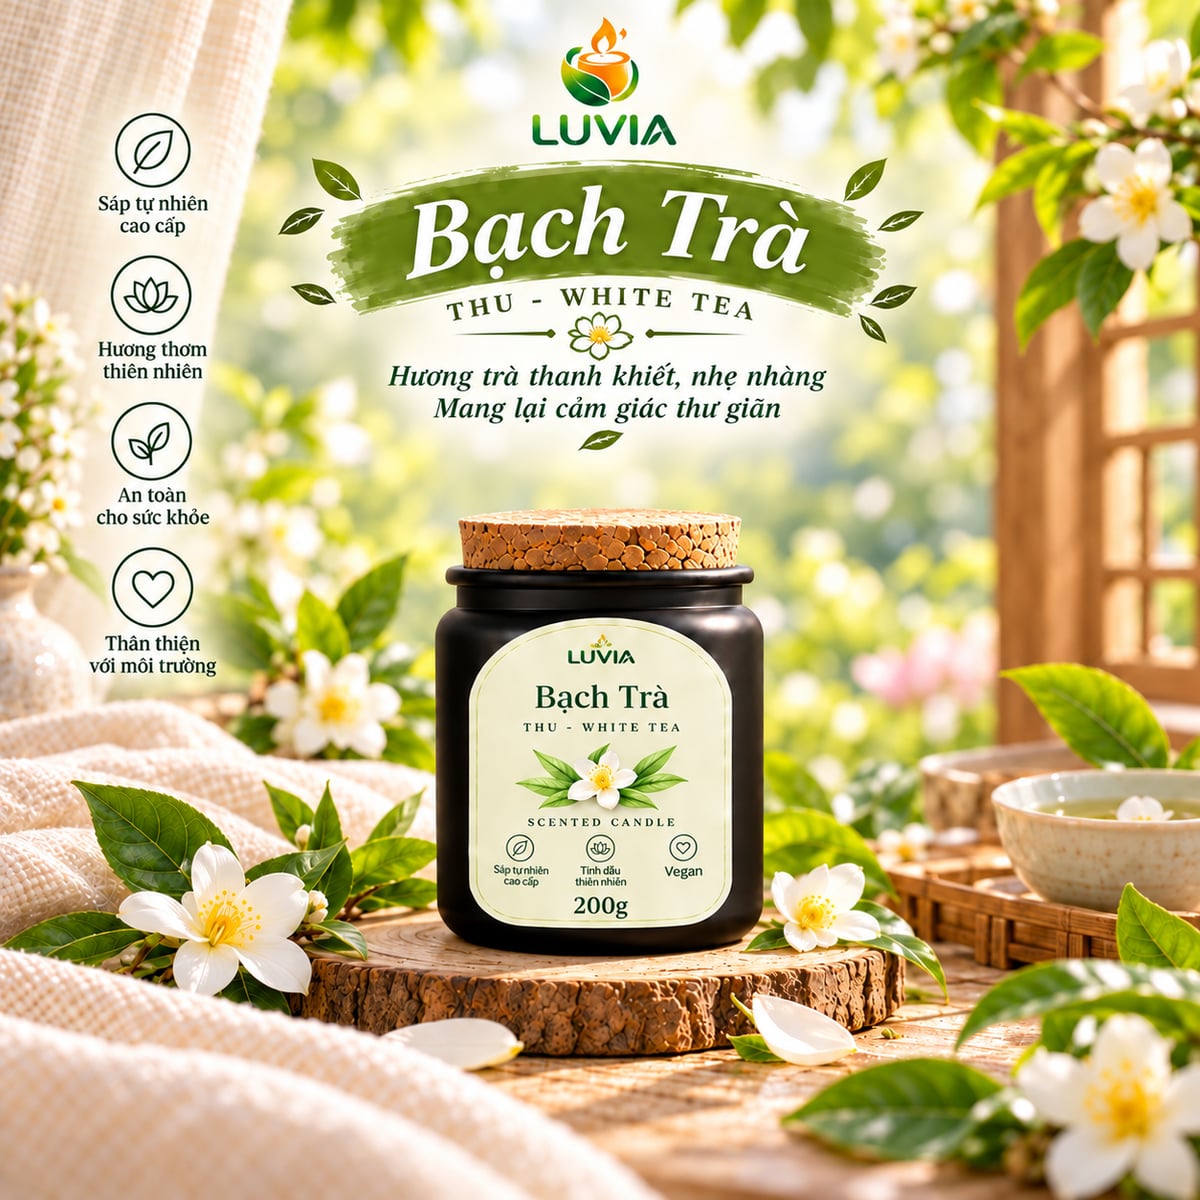 LUVIA
Bạch Trà
THU - WHITE TEA
Hương trà thanh khiết, nhẹ nhàng
Mang lại cảm giác thư giãn
Sáp tự nhiên
cao cấp
Hương thơm
thiên nhiên
An toàn
cho sức khỏe
Thân thiện
với môi trường
LUVIA
Bạch Trà
THU - WHITE TEA
SCENTED CANDLE
Sáp tự nhiên
cao cấp
Tinh dầu
thiên nhiên
Vegan
200g